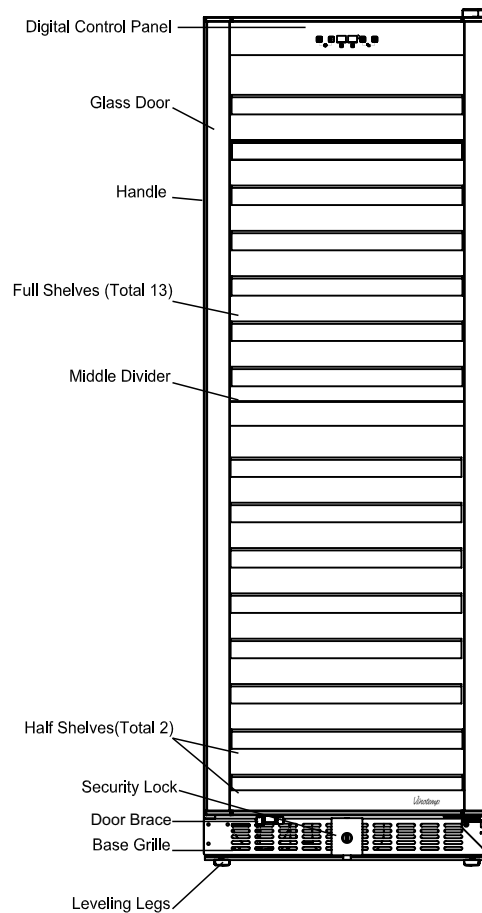 Digital Control Panel
Glass Door
Handle
Full Shelves (Total 13)
Middle Divider
Half Shelves(Total 2)
Security Lock
Vinotemp
Door Brace
Base Grille
Leveling Legs